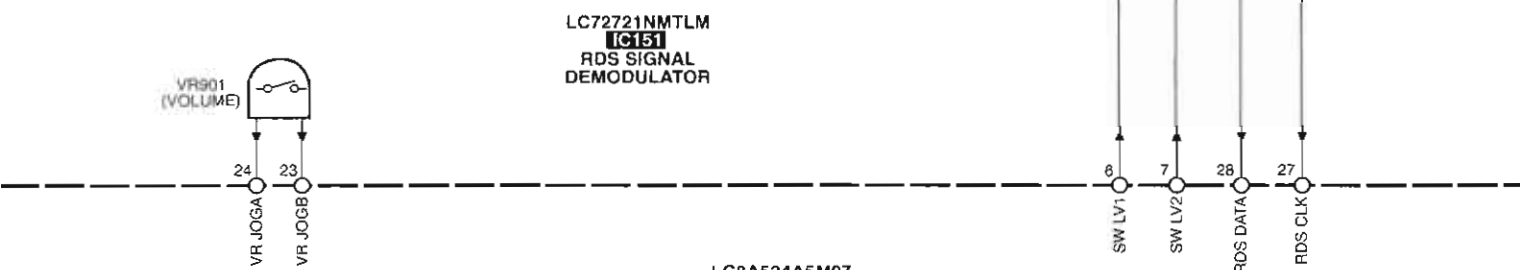 LC72721NMTLM
IC151
RDS SIGNAL
DEMODULATOR
VR901
(VOLUME)
24 23 6 7 28 27
VR JOGA
VR JOGB
SW LV1
SW LV2
RDS DATA
RDS CLK